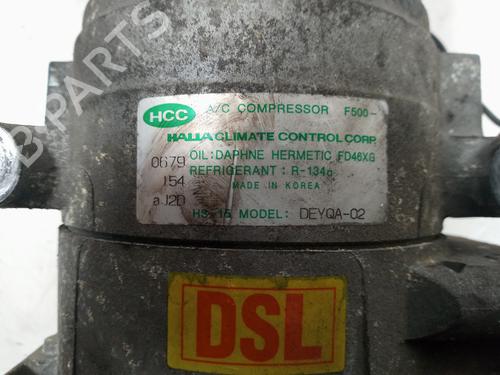 HCC A/C COMPRESSOR F500-
HALLA CLIMATE CONTROL CORP.
OIL:DAPHNE HERMETIC FD46XG
0679 REFRIGERANT : R-134a
154 MADE IN KOREA
aJ2D
HS-15 MODEL: DEYQA-02
DSL
B-PARTS